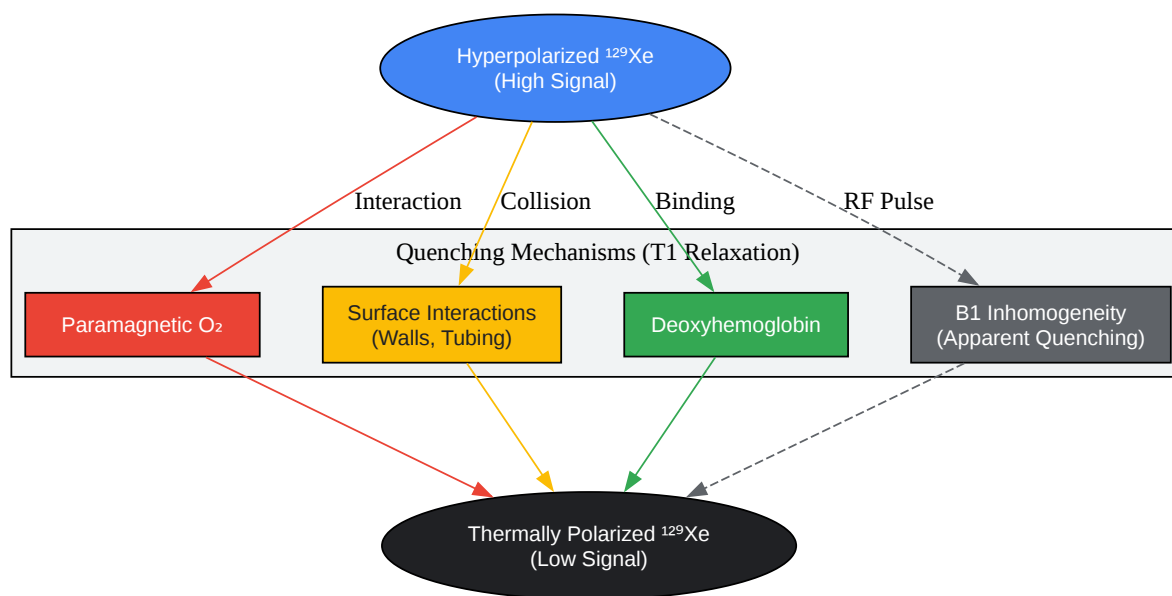 Hyperpolarized ¹²⁹Xe
(High Signal)
Interaction
Collision
Binding
RF Pulse
Quenching Mechanisms (T1 Relaxation)
Paramagnetic O₂
Surface Interactions
(Walls, Tubing)
Deoxyhemoglobin
B1 Inhomogeneity
(Apparent Quenching)
Thermally Polarized ¹²⁹Xe
(Low Signal)